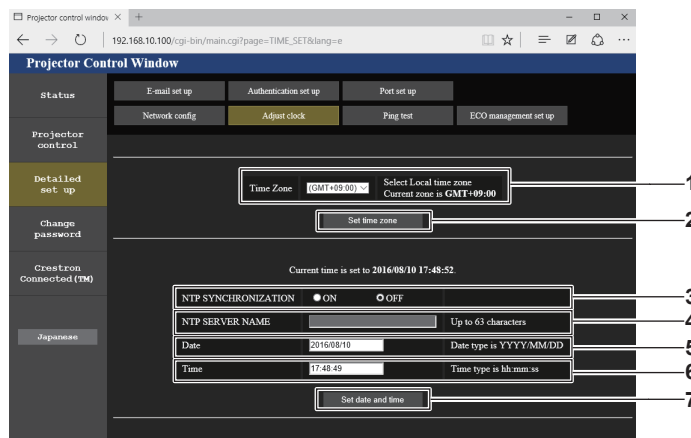 Projector control window
192.168.10.100/cgi-bin/main.cgi?page=TIME_SET&lang=e
Projector Control Window
Status
Projector
control
Detailed
set up
Change
password
Crestron
Connected(TM)
Japanese
E-mail set up
Authentication set up
Port set up
Network config
Adjust clock
Ping test
ECO management set up
Time Zone
(GMT+09:00)
Select Local time zone
Current zone is GMT+09:00
1
Set time zone
2
Current time is set to 2016/08/10 17:48:52.
NTP SYNCHRONIZATION
ON
OFF
3
NTP SERVER NAME
Up to 63 characters
4
Date
2016/08/10
Date type is YYYY/MM/DD
5
Time
17:48:49
Time type is hh:mm:ss
6
Set date and time
7